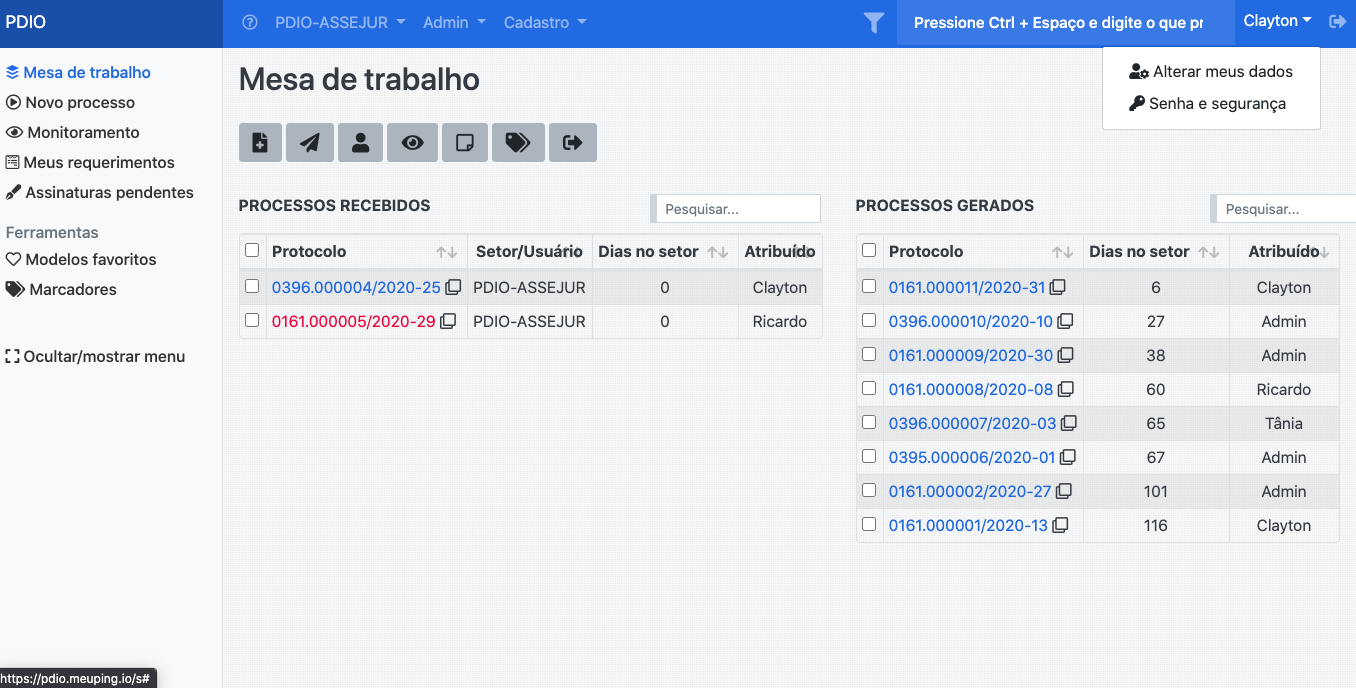 PDIO
PDIO-ASSEJUR Admin Cadastro Pressione Ctrl + Espaço e digite o que pr Clayton
Alterar meus dados
Senha e segurança
Mesa de trabalho
Novo processo
Monitoramento
Meus requerimentos
Assinaturas pendentes
Ferramentas
Modelos favoritos
Marcadores
Ocultar/mostrar menu
Mesa de trabalho
PROCESSOS RECEBIDOS Pesquisar...
Protocolo Setor/Usuário Dias no setor Atribuído
0396.000004/2020-25 PDIO-ASSEJUR 0 Clayton
0161.000005/2020-29 PDIO-ASSEJUR 0 Ricardo
PROCESSOS GERADOS Pesquisar...
Protocolo Dias no setor Atribuído
0161.000011/2020-31 6 Clayton
0396.000010/2020-10 27 Admin
0161.000009/2020-30 38 Admin
0161.000008/2020-08 60 Ricardo
0396.000007/2020-03 65 Tânia
0395.000006/2020-01 67 Admin
0161.000002/2020-27 101 Admin
0161.000001/2020-13 116 Clayton
https://pdio.meuping.io/s#